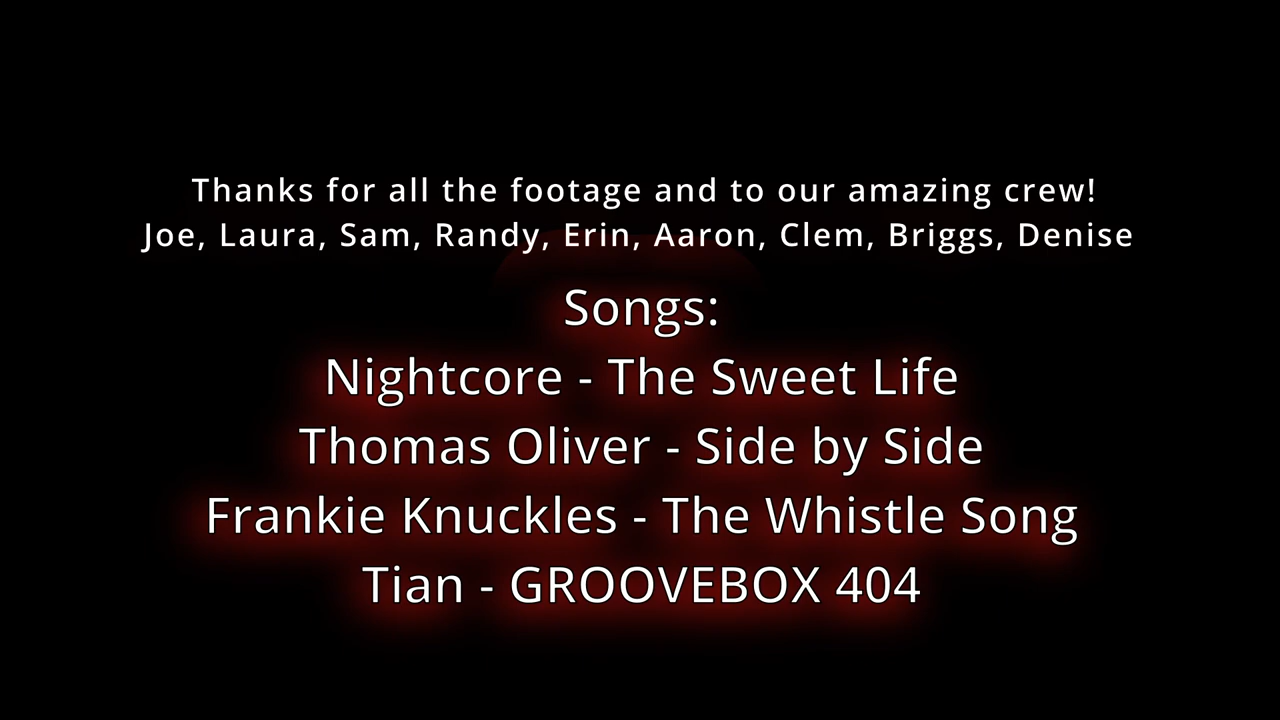 Thanks for all the footage and to our amazing crew!
Joe, Laura, Sam, Randy, Erin, Aaron, Clem, Briggs, Denise
Songs:
Nightcore - The Sweet Life
Thomas Oliver - Side by Side
Frankie Knuckles - The Whistle Song
Tian - GROOVEBOX 404